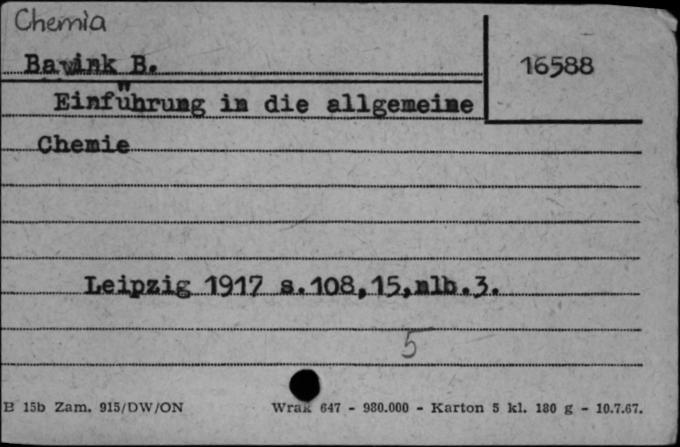 Chemia
Bawink B.
16588
Einführung in die allgemeine
Chemie
Leipzig 1917 s.108,15,nlb.3.
5
B 15b Zam. 915/DW/ON
Wrak 647 - 980.000 - Karton 5 kl. 180 g - 10.7.67.